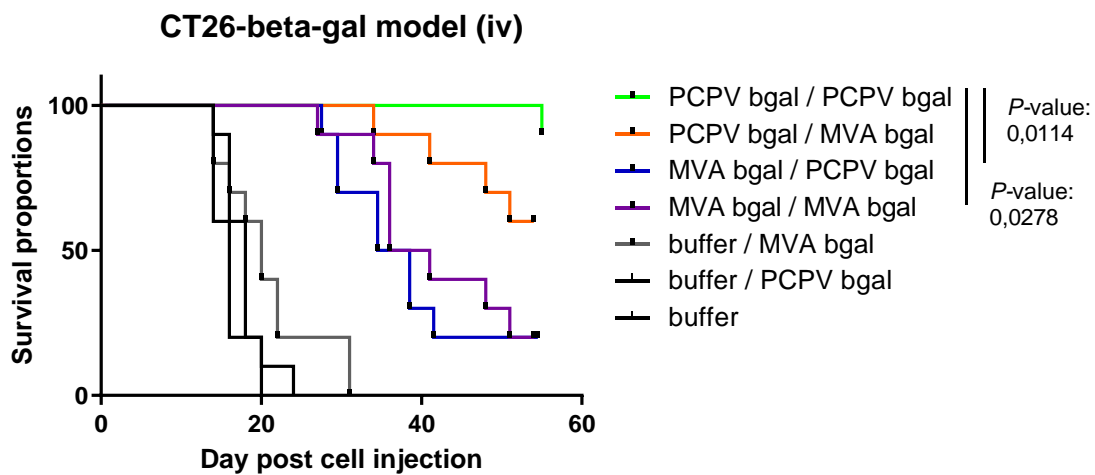 CT26-beta-gal model (iv)
Survival proportions
100
50
0
0
20
40
60
Day post cell injection
PCPV bgal / PCPV bgal
PCPV bgal / MVA bgal
MVA bgal / PCPV bgal
MVA bgal / MVA bgal
buffer / MVA bgal
buffer / PCPV bgal
buffer
P-value:
0,0114
P-value:
0,0278